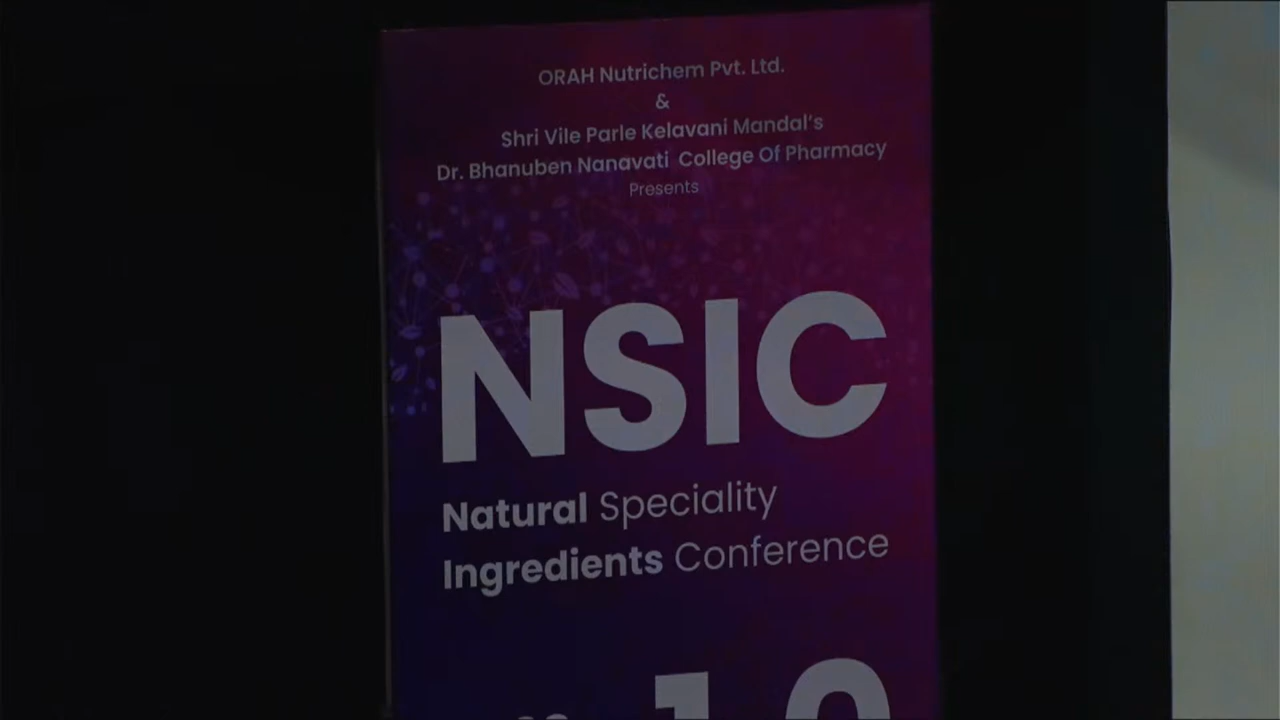 ORAH Nutrichem Pvt. Ltd.
&
Shri Vile Parle Kelavani Mandal's
Dr. Bhanuben Nanavati College Of Pharmacy
Presents
NSIC
Natural Speciality
Ingredients Conference